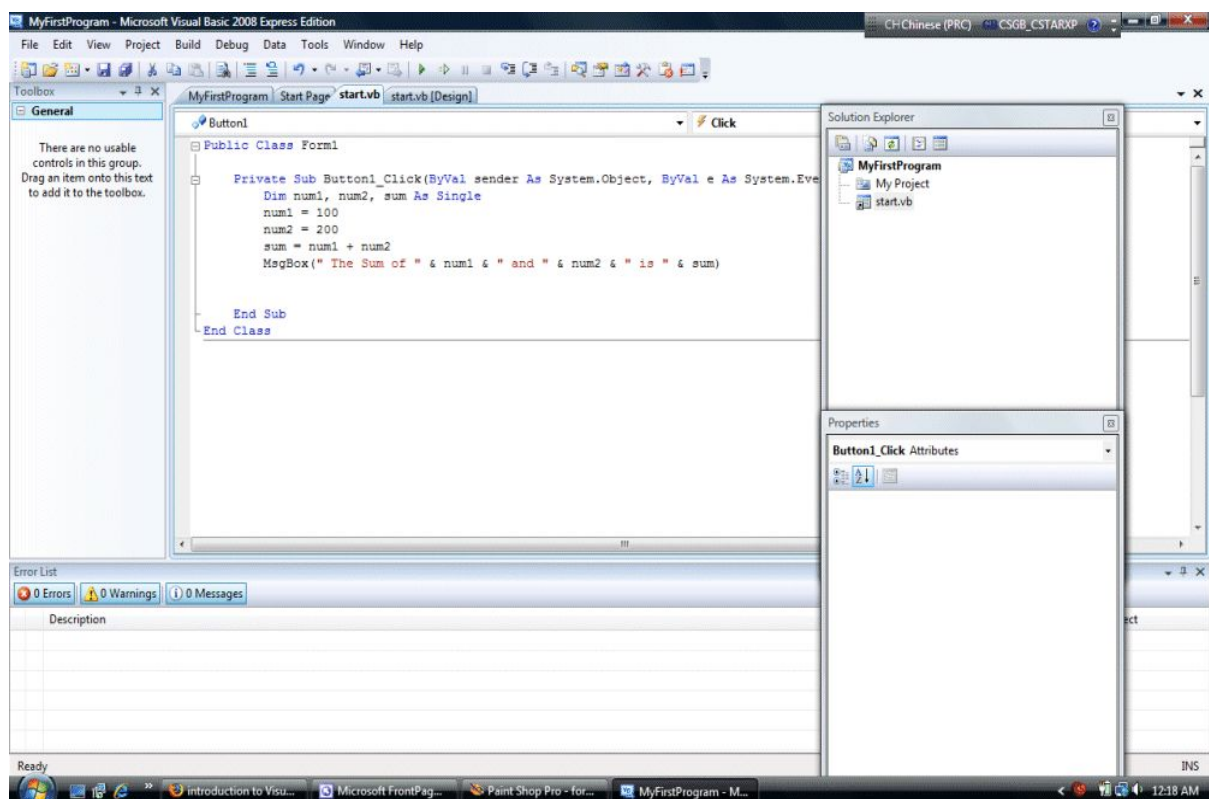 MyFirstProgram - Microsoft Visual Basic 2008 Express Edition
CH Chinese (PRC) CSGB_CSTARXP
File Edit View Project Build Debug Data Tools Window Help
Toolbox
General
There are no usable
controls in this group.
Drag an item onto this text
to add it to the toolbox.
MyFirstProgram Start Page start.vb start.vb [Design]
Button1 Click
Public Class Form1
Private Sub Button1_Click(ByVal sender As System.Object, ByVal e As System.Eve
Dim num1, num2, sum As Single
num1 = 100
num2 = 200
sum = num1 + num2
MsgBox(" The Sum of " & num1 & " and " & num2 & " is " & sum)
End Sub
End Class
Solution Explorer
MyFirstProgram
My Project
start.vb
Properties
Button1_Click Attributes
Error List
0 Errors 0 Warnings 0 Messages
Description ect
Ready INS
introduction to Visu... Microsoft FrontPag... Paint Shop Pro - for... MyFirstProgram - M... 12:18 AM